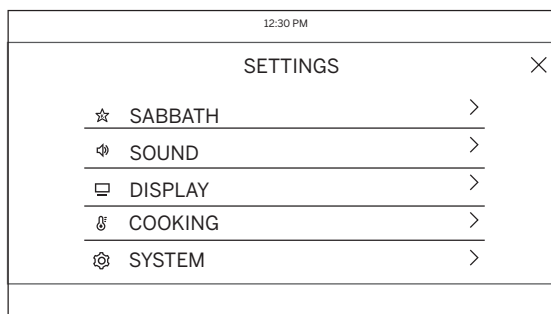 12:30 PM
SETTINGS
SABBATH
SOUND
DISPLAY
COOKING
SYSTEM